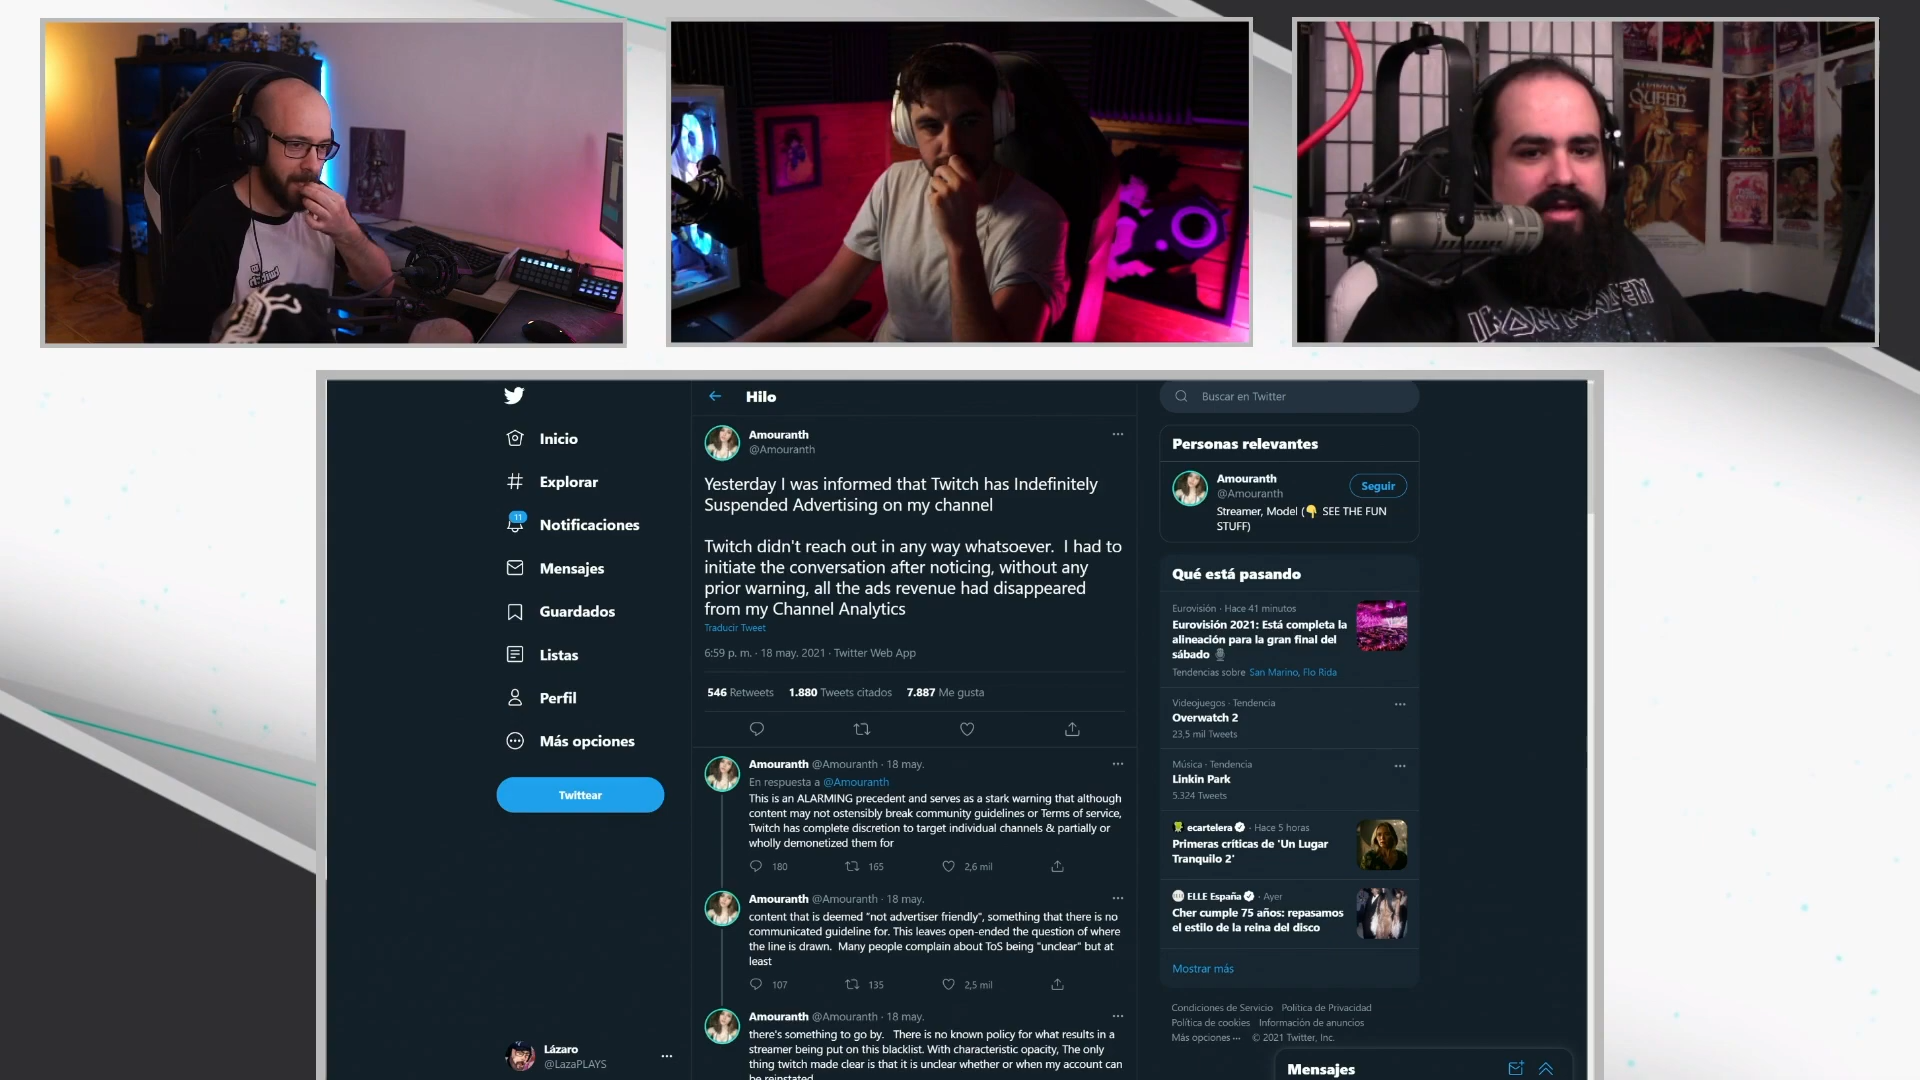 QUEEN
IRON MAIDEN
Inicio
Explorar
11
Notificaciones
Mensajes
Guardados
Listas
Perfil
Más opciones
Twittear
Lázaro
@LazaPLAYS
Hilo
Amouranth
@Amouranth
Yesterday I was informed that Twitch has Indefinitely
Suspended Advertising on my channel
Twitch didn't reach out in any way whatsoever.  I had to
initiate the conversation after noticing, without any
prior warning, all the ads revenue had disappeared
from my Channel Analytics
Traducir Tweet
6:59 p. m. · 18 may. 2021 · Twitter Web App
546 Retweets 1.880 Tweets citados 7.887 Me gusta
Amouranth @Amouranth · 18 may.
En respuesta a @Amouranth
This is an ALARMING precedent and serves as a stark warning that although
content may not ostensibly break community guidelines or Terms of service,
Twitch has complete discretion to target individual channels & partially or
wholly demonetized them for
180 165 2,6 mil
Amouranth @Amouranth · 18 may.
content that is deemed "not advertiser friendly", something that there is no
communicated guideline for. This leaves open-ended the question of where
the line is drawn.  Many people complain about ToS being "unclear" but at
least
107 135 2,5 mil
Amouranth @Amouranth · 18 may.
there's something to go by.   There is no known policy for what results in a
streamer being put on this blacklist. With characteristic opacity, The only
thing twitch made clear is that it is unclear whether or when my account can
be reinstated.
Buscar en Twitter
Personas relevantes
Amouranth
@Amouranth
Seguir
Streamer, Model (👇 SEE THE FUN
STUFF)
Qué está pasando
Eurovisión · Hace 41 minutos
Eurovisión 2021: Está completa la
alineación para la gran final del
sábado 🎙️
Tendencias sobre San Marino, Flo Rida
Videojuegos · Tendencia
Overwatch 2
23,5 mil Tweets
Música · Tendencia
Linkin Park
5.324 Tweets
ecartelera · Hace 5 horas
Primeras críticas de 'Un Lugar
Tranquilo 2'
ELLE España · Ayer
Cher cumple 75 años: repasamos
el estilo de la reina del disco
Mostrar más
Condiciones de Servicio Política de Privacidad
Política de cookies Información de anuncios
Más opciones ··· © 2021 Twitter, Inc.
Mensajes